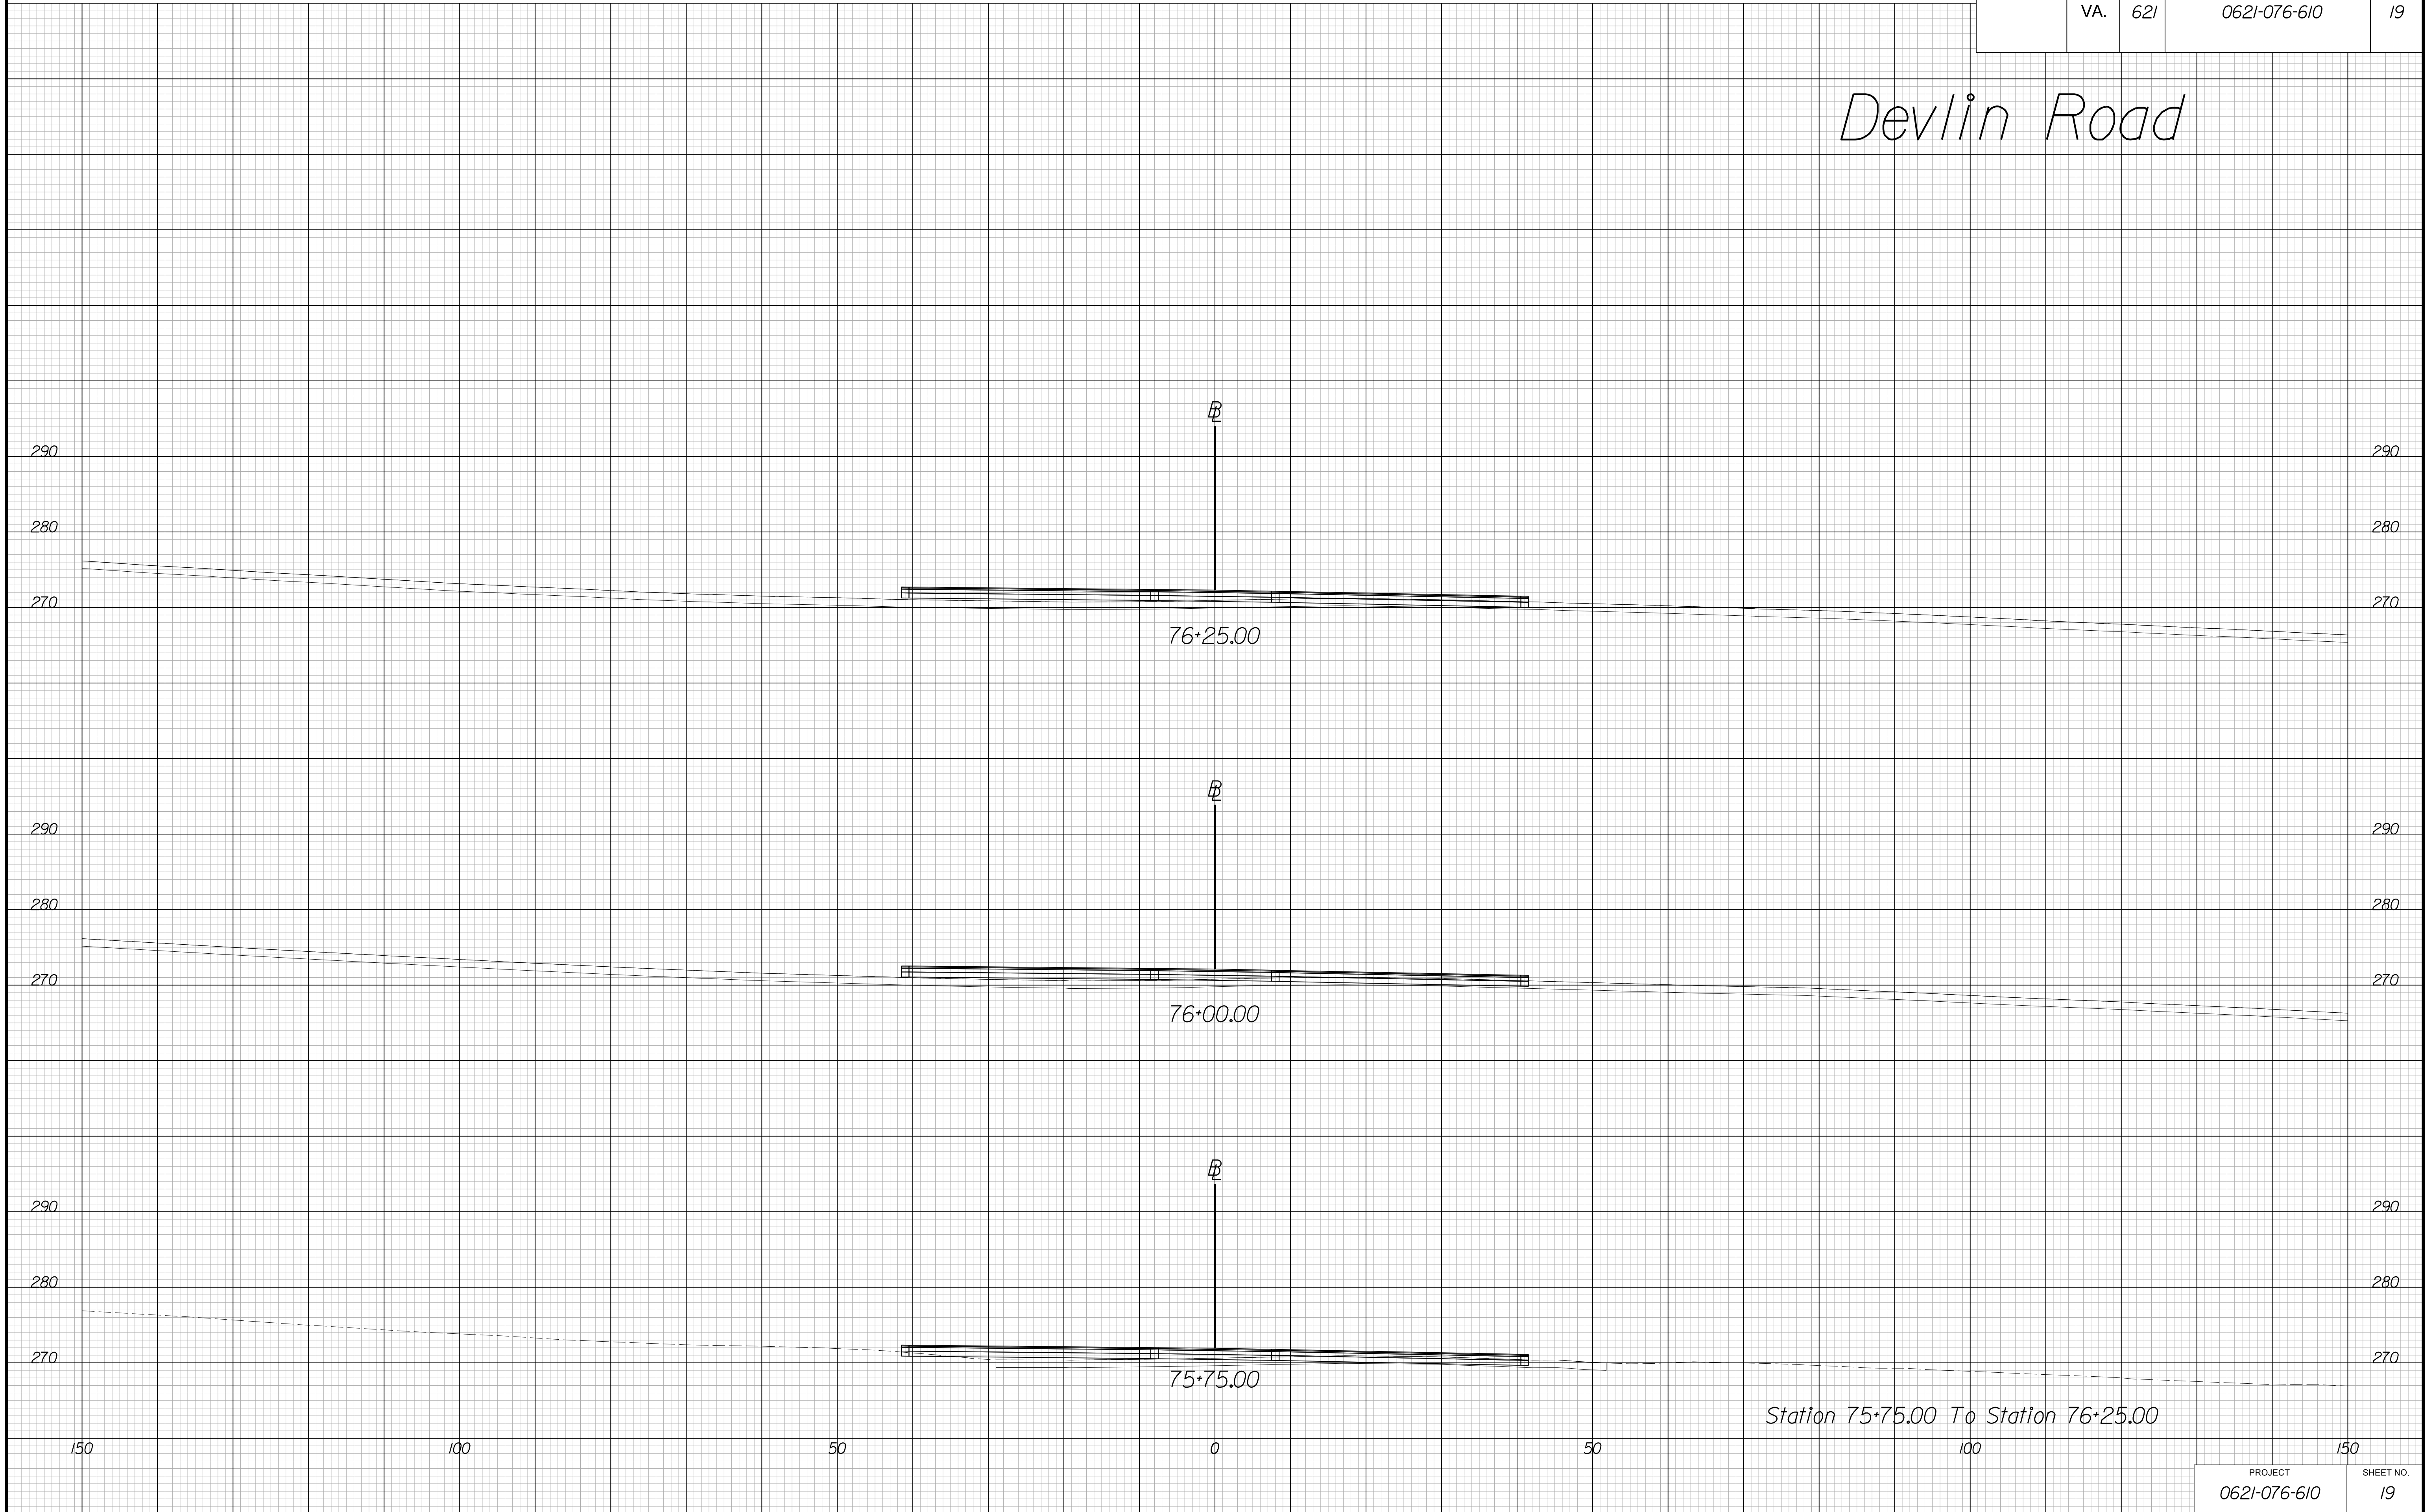 VA. 621 0621-076-610 19
Devlin Road
BL
290 290
280 280
270 270
76+25.00
BL
290 290
280 280
270 270
76+00.00
BL
290 290
280 280
270 270
75+75.00
Station 75+75.00 To Station 76+25.00
150 100 50 0 50 100 150
PROJECT SHEET NO.
0621-076-610 19